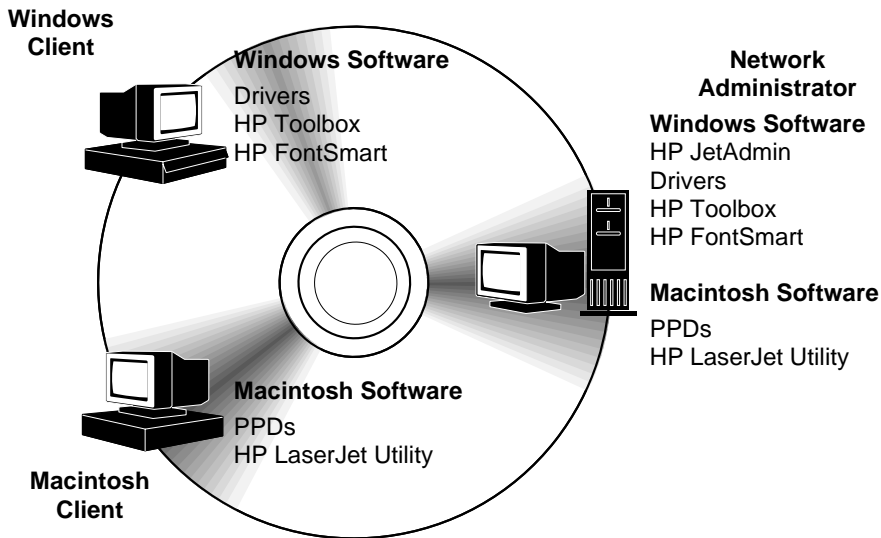 Windows
Client
Windows Software
Drivers
HP Toolbox
HP FontSmart
Network
Administrator
Windows Software
HP JetAdmin
Drivers
HP Toolbox
HP FontSmart
Macintosh Software
PPDs
HP LaserJet Utility
Macintosh Software
PPDs
HP LaserJet Utility
Macintosh
Client